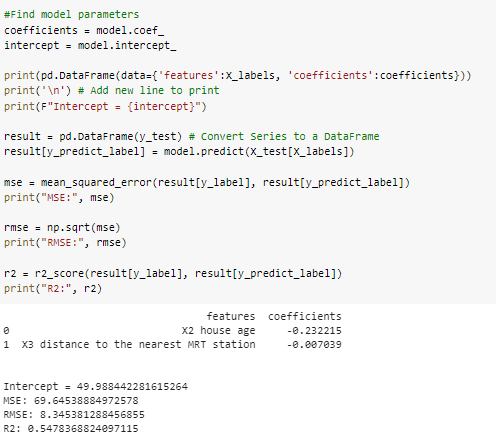 #Find model parameters
coefficients = model.coef_
intercept = model.intercept_
print(pd.DataFrame(data={'features':X_labels, 'coefficients':coefficients}))
print('\n') # Add new line to print
print(F"Intercept = {intercept}")
result = pd.DataFrame(y_test) # Convert Series to a DataFrame
result[y_predict_label] = model.predict(X_test[X_labels])
mse = mean_squared_error(result[y_label], result[y_predict_label])
print("MSE:", mse)
rmse = np.sqrt(mse)
print("RMSE:", rmse)
r2 = r2_score(result[y_label], result[y_predict_label])
print("R2:", r2)
features coefficients
0 X2 house age -0.232215
1 X3 distance to the nearest MRT station -0.007039
Intercept = 49.988442281615264
MSE: 69.64538884972578
RMSE: 8.345381288456855
R2: 0.5478368824097115